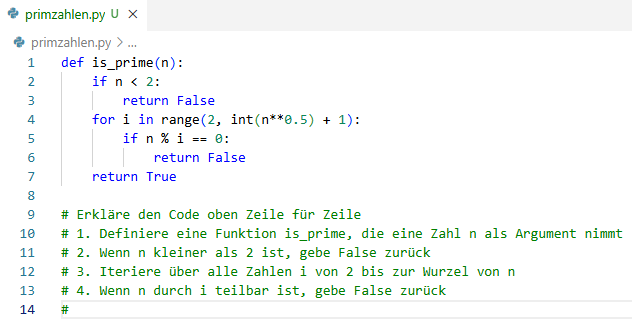 primzahlen.py U
primzahlen.py > ...
1 def is_prime(n):
2     if n < 2:
3         return False
4     for i in range(2, int(n**0.5) + 1):
5         if n % i == 0:
6             return False
7     return True
8
9 # Erkläre den Code oben Zeile für Zeile
10 # 1. Definiere eine Funktion is_prime, die eine Zahl n als Argument nimmt
11 # 2. Wenn n kleiner als 2 ist, gebe False zurück
12 # 3. Iteriere über alle Zahlen i von 2 bis zur Wurzel von n
13 # 4. Wenn n durch i teilbar ist, gebe False zurück
14 #